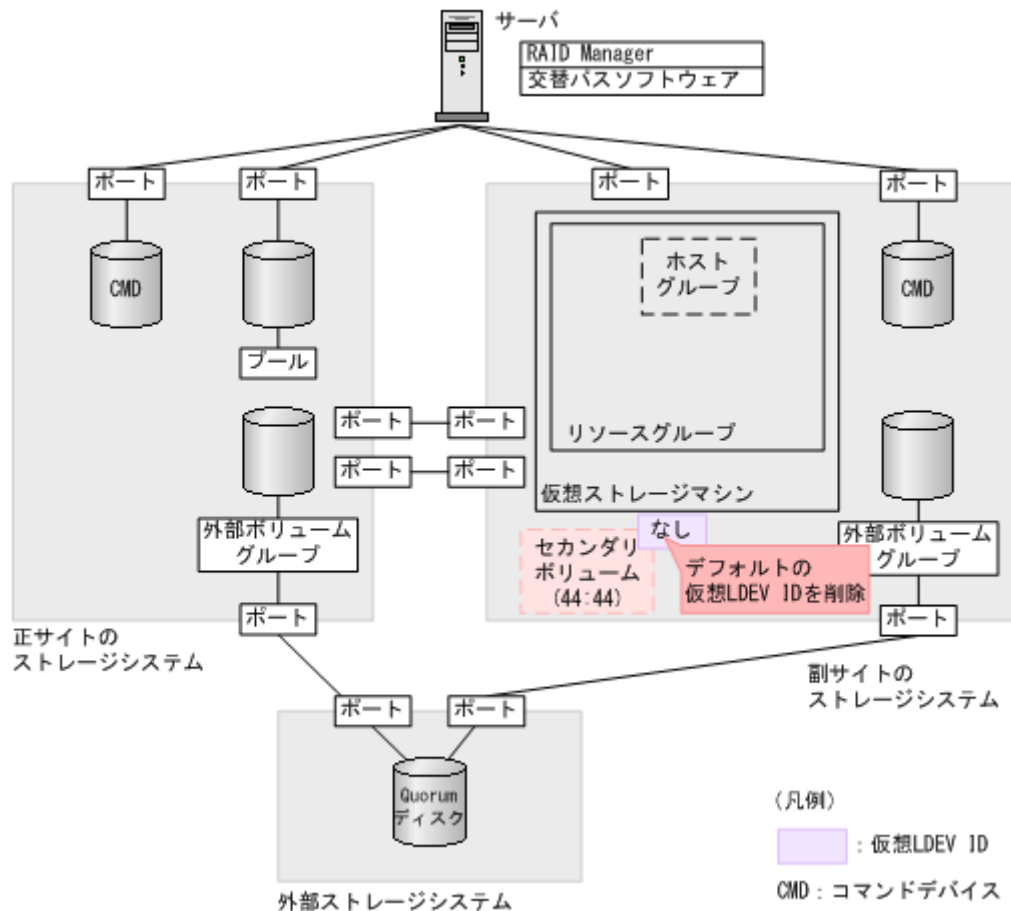 サーバ
RAID Manager
交替パスソフトウェア
ポート
ポート
ポート
ポート
CMD
プール
ホスト
グループ
CMD
リソースグループ
仮想ストレージマシン
ポート
ポート
ポート
ポート
外部ボリューム
グループ
なし
セカンダリ
ボリューム
(44:44)
デフォルトの
仮想LDEV IDを削除
外部ボリューム
グループ
ポート
ポート
正サイトの
ストレージシステム
副サイトの
ストレージシステム
ポート
ポート
Quorum
ディスク
外部ストレージシステム
(凡例)
:仮想LDEV ID
CMD:コマンドデバイス